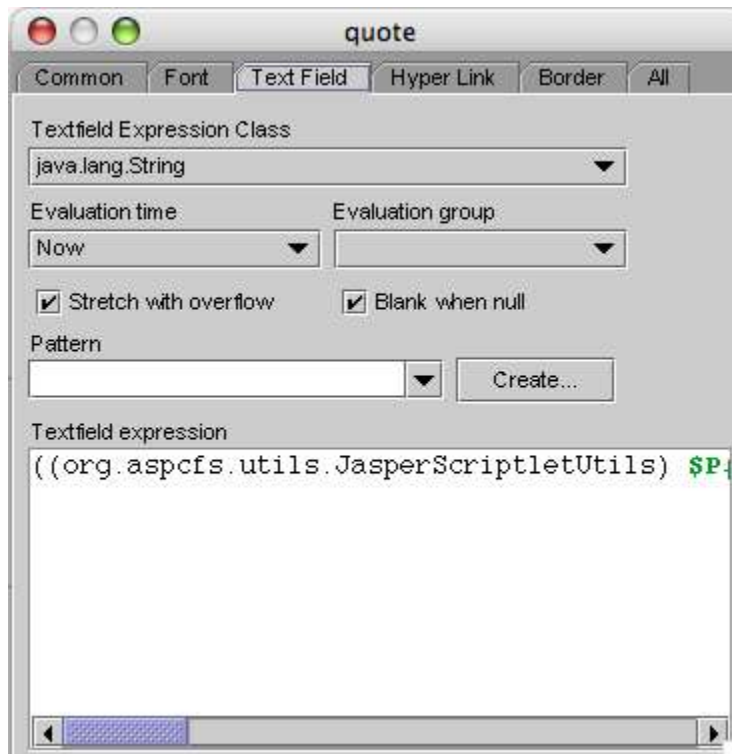 quote
Common Font Text Field Hyper Link Border All
Textfield Expression Class
java.lang.String
Evaluation time Evaluation group
Now
Stretch with overflow Blank when null
Pattern
Create...
Textfield expression
((org.aspcfs.utils.JasperScriptletUtils) $P{